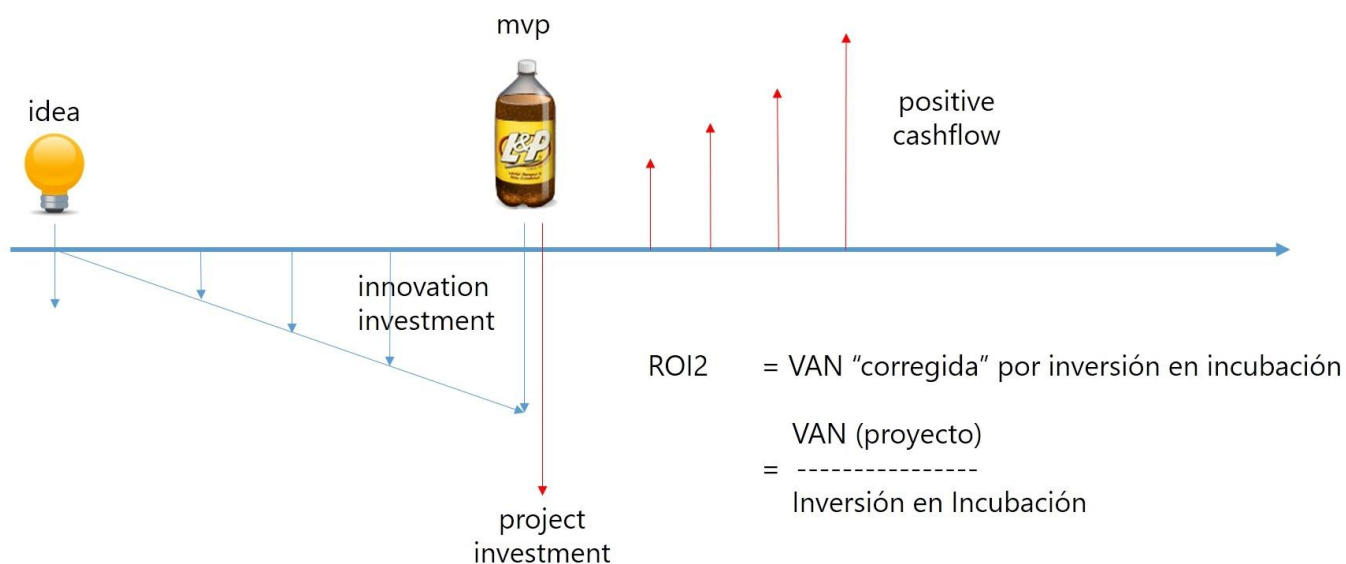 mvp
idea
L&P
positive
cashflow
innovation
investment
ROI2 = VAN “corregida” por inversión en incubación
VAN (proyecto)
= ----------------
Inversión en Incubación
project
investment